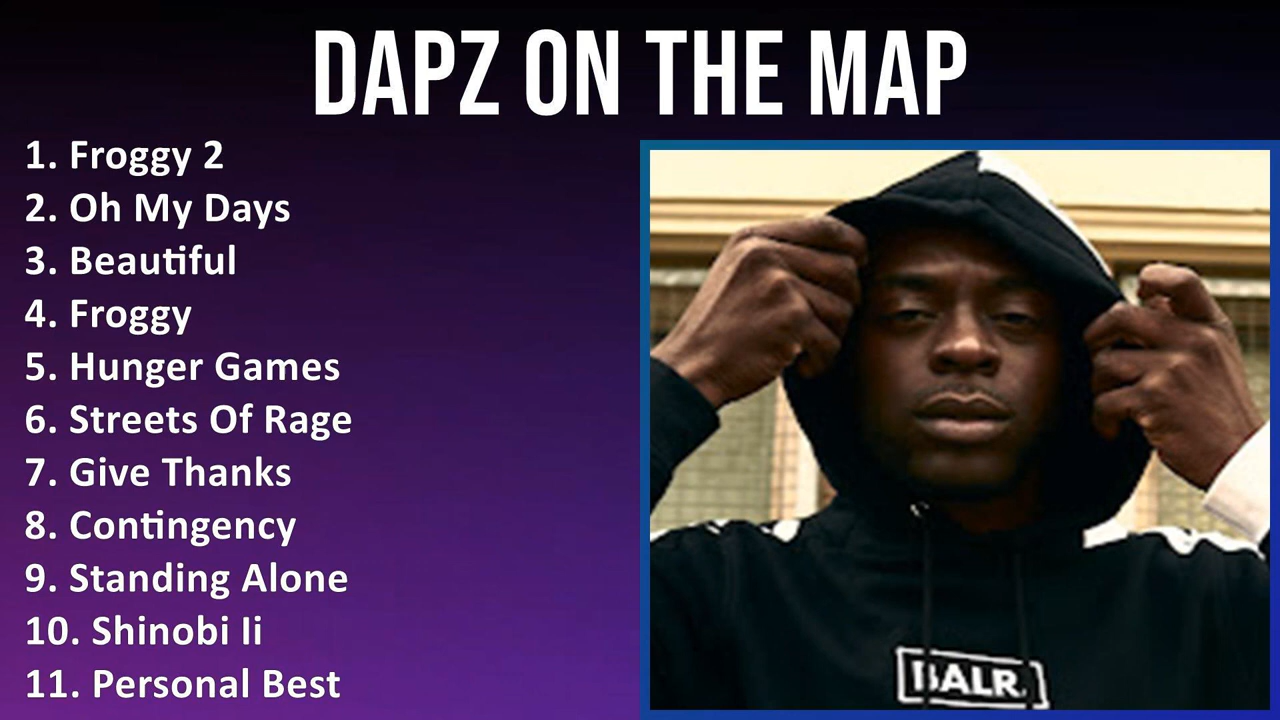 DAPZ ON THE MAP
1. Froggy 2
2. Oh My Days
3. Beautiful
4. Froggy
5. Hunger Games
6. Streets Of Rage
7. Give Thanks
8. Contingency
9. Standing Alone
10. Shinobi Ii
11. Personal Best
BALR.